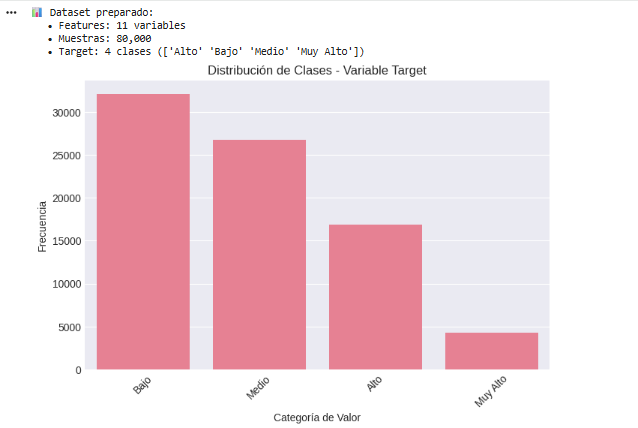 ••• 📊 Dataset preparado:
• Features: 11 variables
• Muestras: 80,000
• Target: 4 clases (['Alto' 'Bajo' 'Medio' 'Muy Alto'])
Distribución de Clases - Variable Target
30000
25000
20000
15000
10000
5000
0
Frecuencia
Bajo
Medio
Alto
Muy Alto
Categoría de Valor